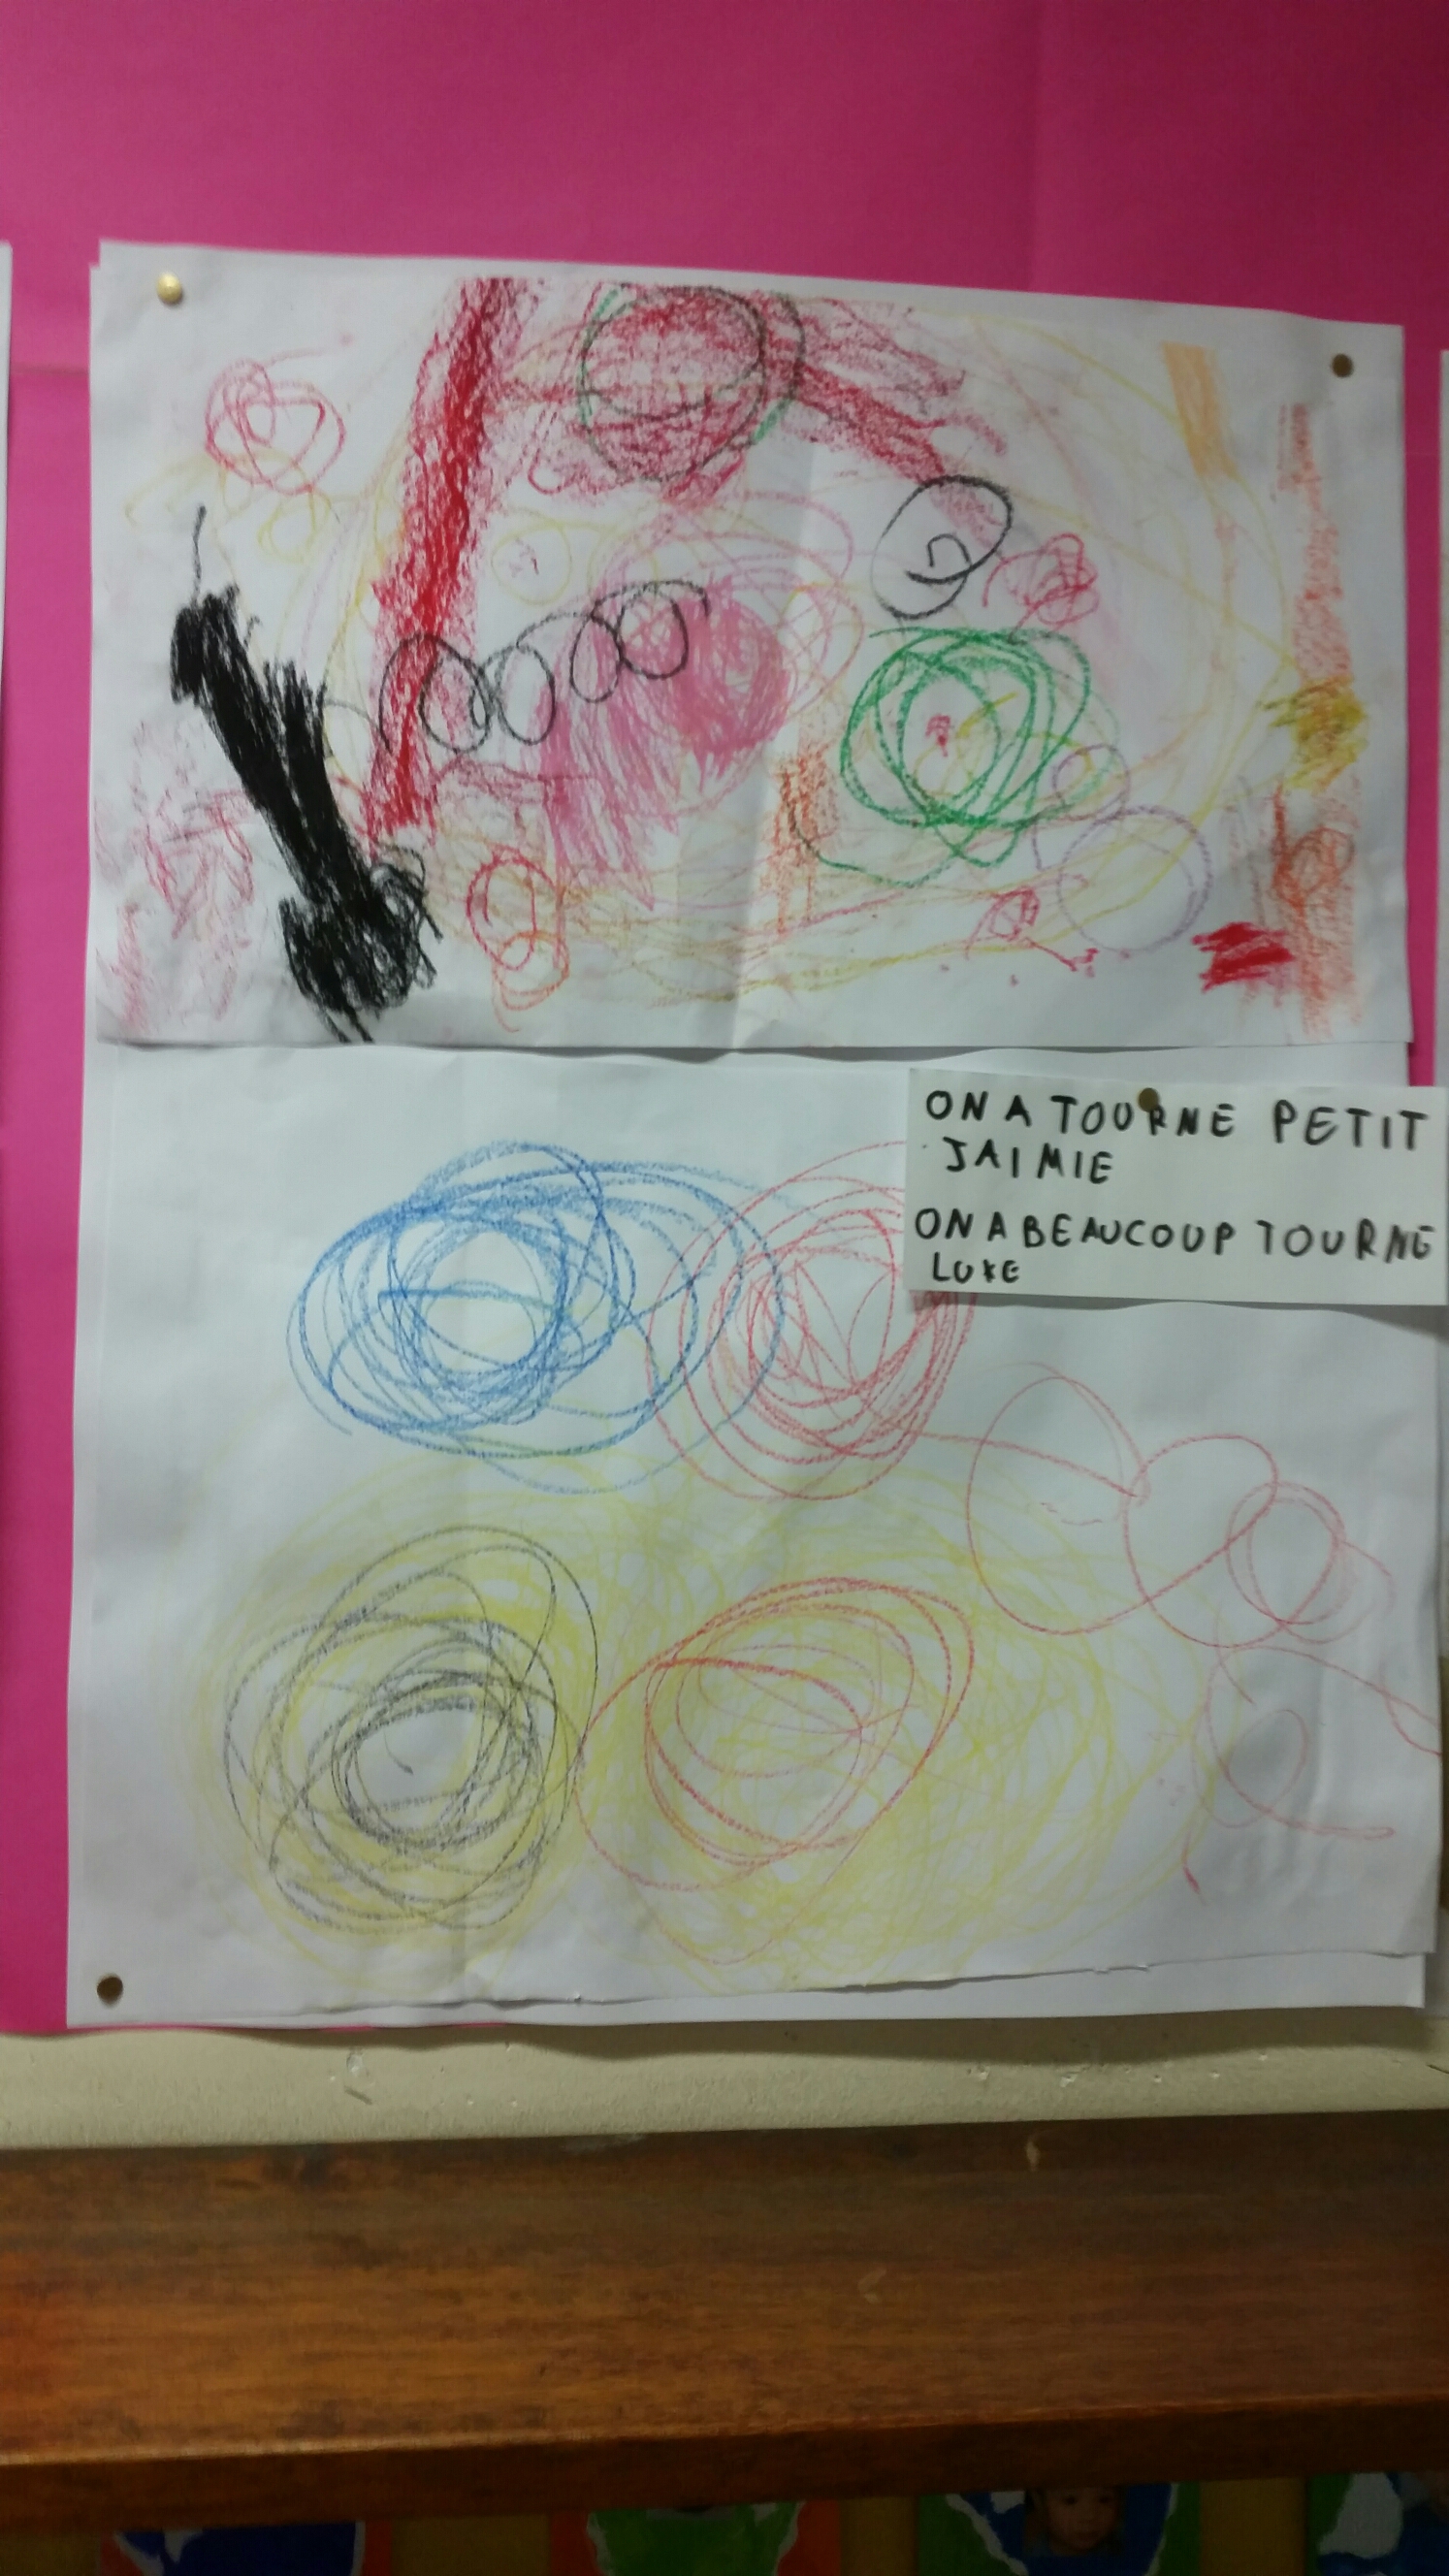 ON A TOURNE PETIT
JAIMIE
ON A BEAUCOUP TOURNE
LUKE